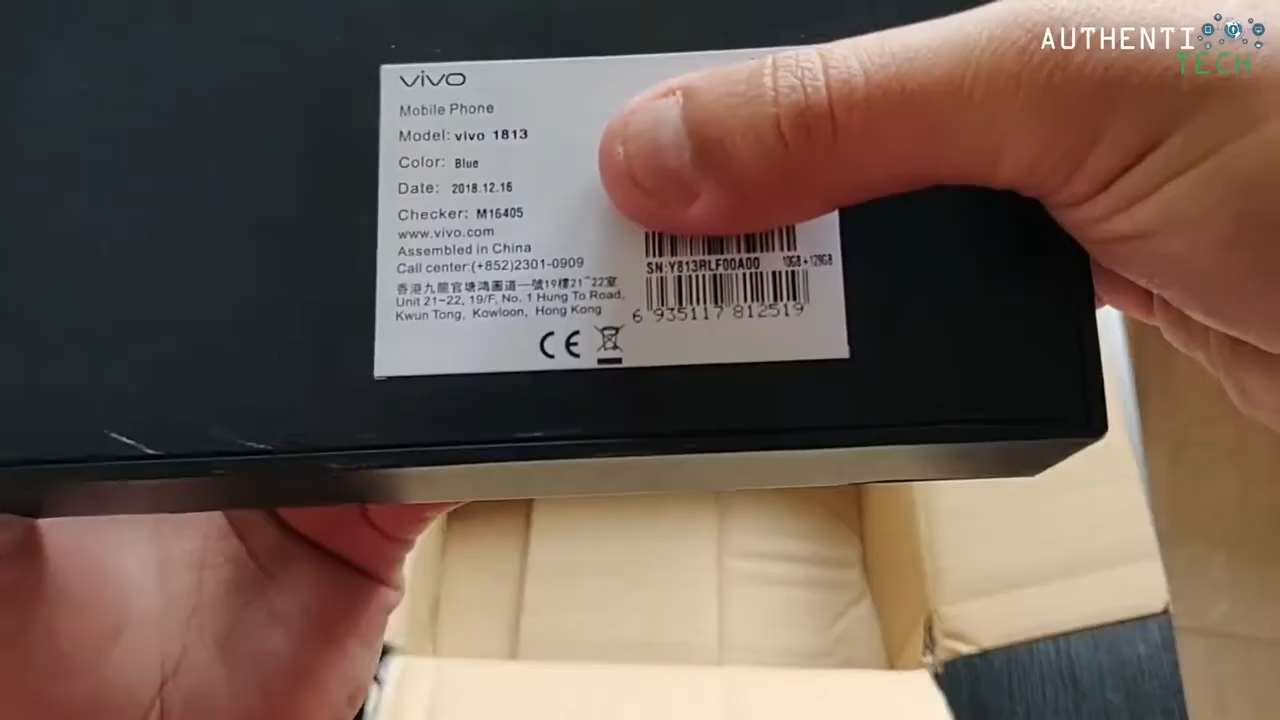 AUTHENTI
TECH
vivo
Mobile Phone
Model: vivo 1813
Color: Blue
Date: 2018.12.16
Checker: M16405
www.vivo.com
Assembled in China
Call center:(+852)2301-0909
香港九龍官塘鴻圖道一號19樓21~22室
Unit 21-22, 19/F, No. 1 Hung To Road,
Kwun Tong, Kowloon, Hong Kong
CE
SN:Y813RLF00A00 10GB+128GB
6 935117 812519